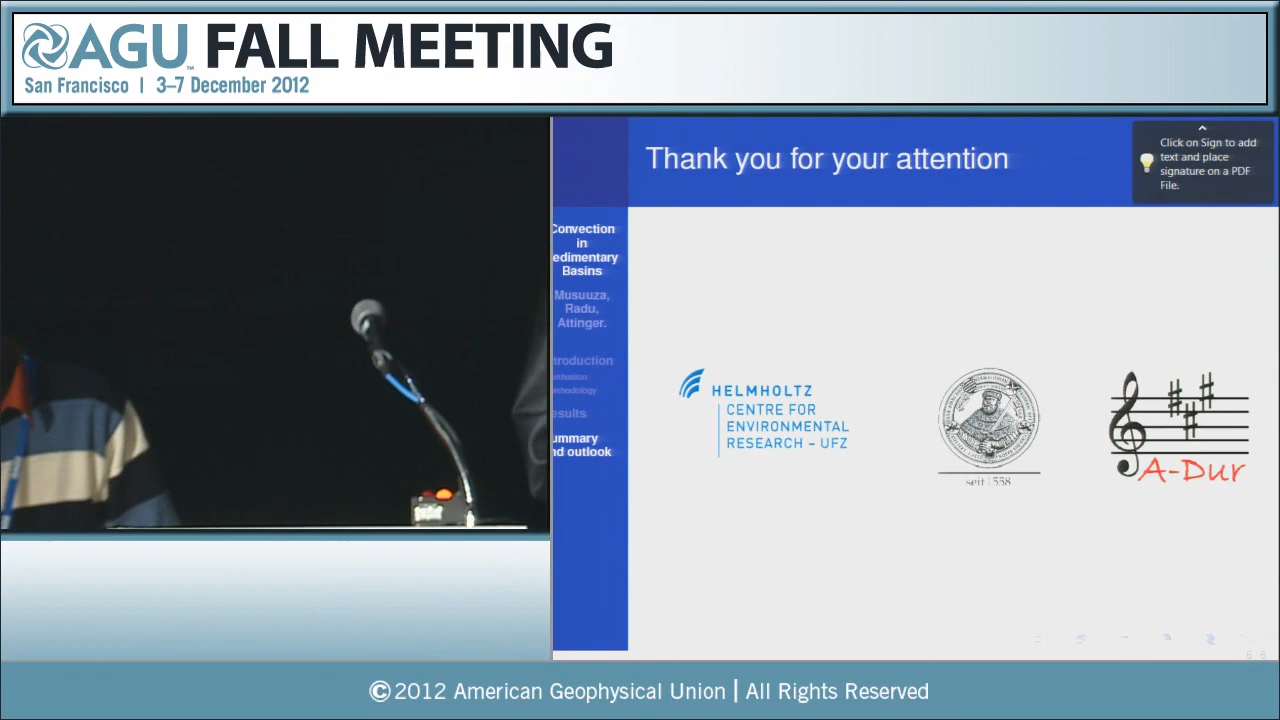 AGU FALL MEETING
San Francisco | 3–7 December 2012
Thank you for your attention
Click on Sign to add
text and place
signature on a PDF
File.
Convection
in
edimentary
Basins
Musuuza,
Radu,
Attinger.
troduction
esults
ummary
nd outlook
HELMHOLTZ
CENTRE FOR
ENVIRONMENTAL
RESEARCH – UFZ
seit 1558
A-Dur
©2012 American Geophysical Union | All Rights Reserved